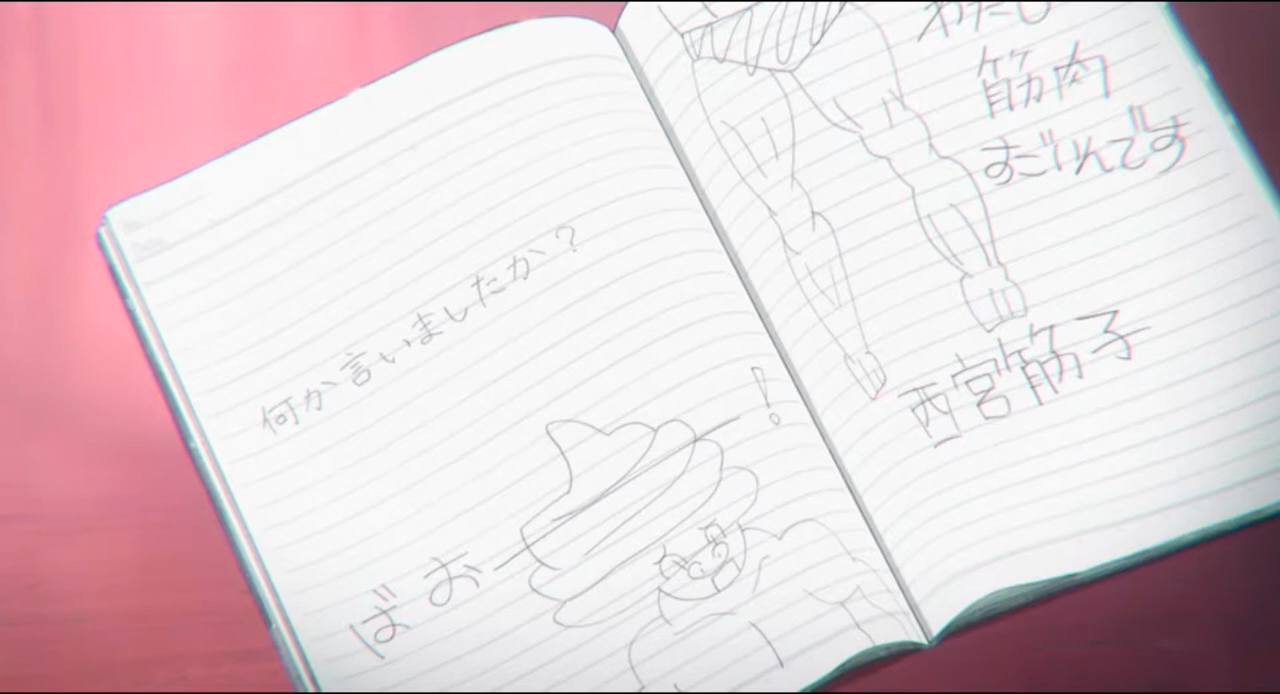 何か言いましたか?
ばおー!
わたし
筋肉
すごいんです
西宮筋子